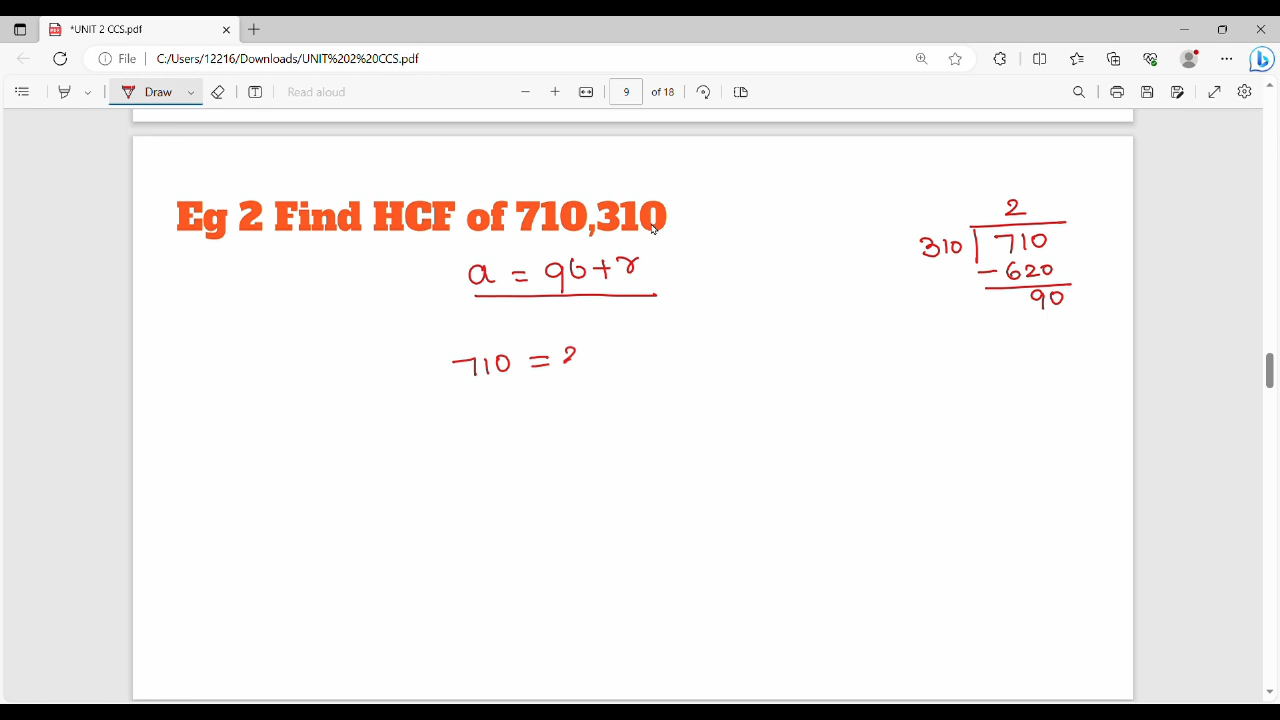 *UNIT 2 CCS.pdf
File C:/Users/12216/Downloads/UNIT%202%20CCS.pdf
Draw Read aloud 9 of 18
Eg 2 Find HCF of 710,310
a = qb+r
710 = 2
2
310 710
- 620
90